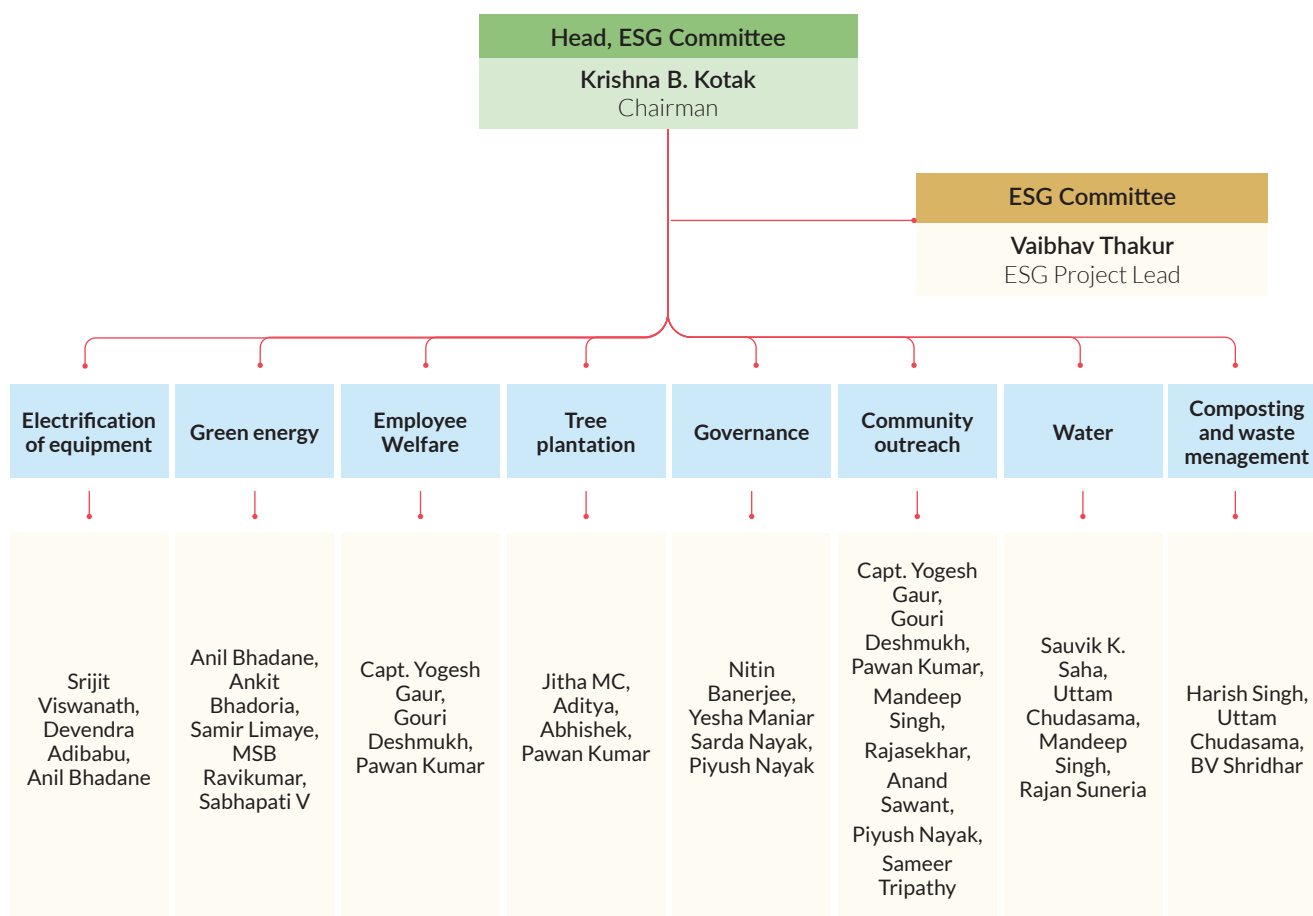 Head, ESG Committee
Krishna B. Kotak
Chairman
ESG Committee
Vaibhav Thakur
ESG Project Lead
Electrification
of equipment
Green energy
Employee
Welfare
Tree
plantation
Governance
Community
outreach
Water
Composting
and waste
menagement
Srijit
Viswanath,
Devendra
Adibabu,
Anil Bhadane
Anil Bhadane,
Ankit
Bhadoria,
Samir Limaye,
MSB
Ravikumar,
Sabhapati V
Capt. Yogesh
Gaur,
Gouri
Deshmukh,
Pawan Kumar
Jitha MC,
Aditya,
Abhishek,
Pawan Kumar
Nitin
Banerjee,
Yesha Maniar
Sarda Nayak,
Piyush Nayak
Capt. Yogesh
Gaur,
Gouri
Deshmukh,
Pawan Kumar,
Mandeep
Singh,
Rajasekhar,
Anand
Sawant,
Piyush Nayak,
Sameer
Tripathy
Sauvik K.
Saha,
Uttam
Chudasama,
Mandeep
Singh,
Rajan Suneria
Harish Singh,
Uttam
Chudasama,
BV Shridhar